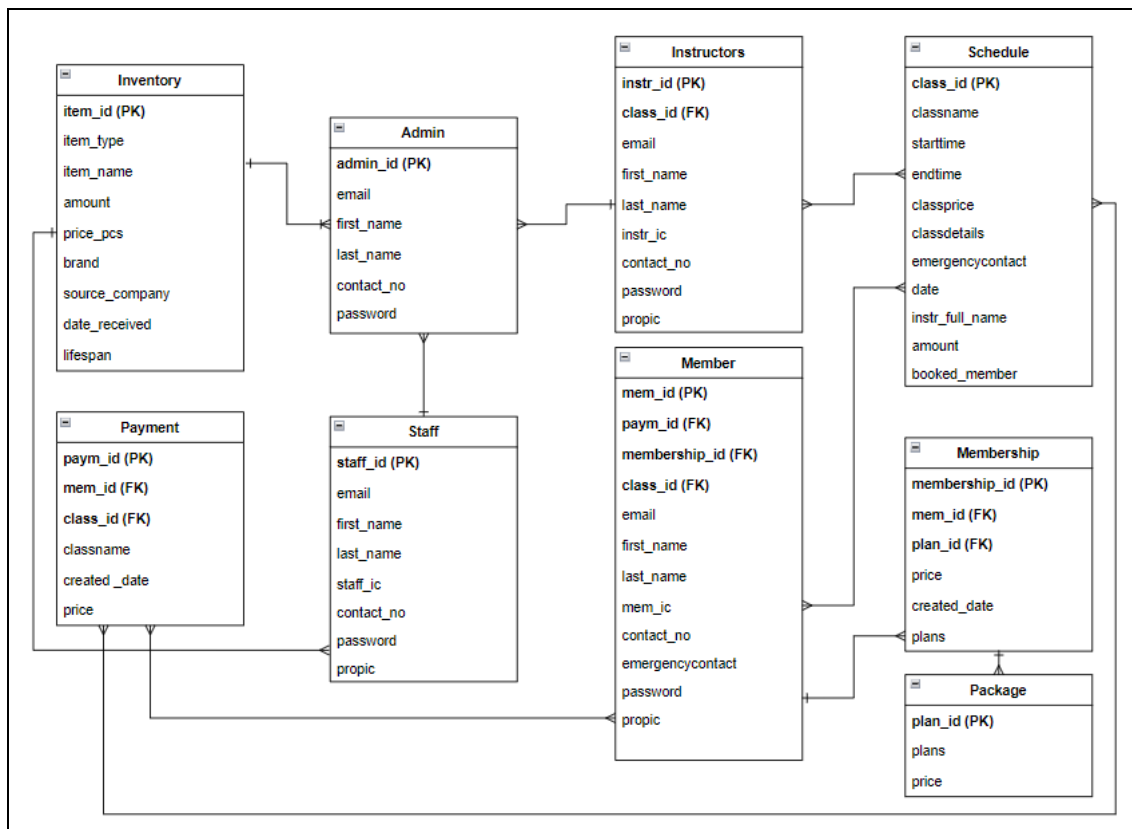 Inventory
item_id (PK)
item_type
item_name
amount
price_pcs
brand
source_company
date_received
lifespan
Admin
admin_id (PK)
email
first_name
last_name
contact_no
password
Instructors
instr_id (PK)
class_id (FK)
email
first_name
last_name
instr_ic
contact_no
password
propic
Schedule
class_id (PK)
classname
starttime
endtime
classprice
classdetails
emergencycontact
date
instr_full_name
amount
booked_member
Payment
paym_id (PK)
mem_id (FK)
class_id (FK)
classname
created _date
price
Staff
staff_id (PK)
email
first_name
last_name
staff_ic
contact_no
password
propic
Member
mem_id (PK)
paym_id (FK)
membership_id (FK)
class_id (FK)
email
first_name
last_name
mem_ic
contact_no
emergencycontact
password
propic
Membership
membership_id (PK)
mem_id (FK)
plan_id (FK)
price
created_date
plans
Package
plan_id (PK)
plans
price